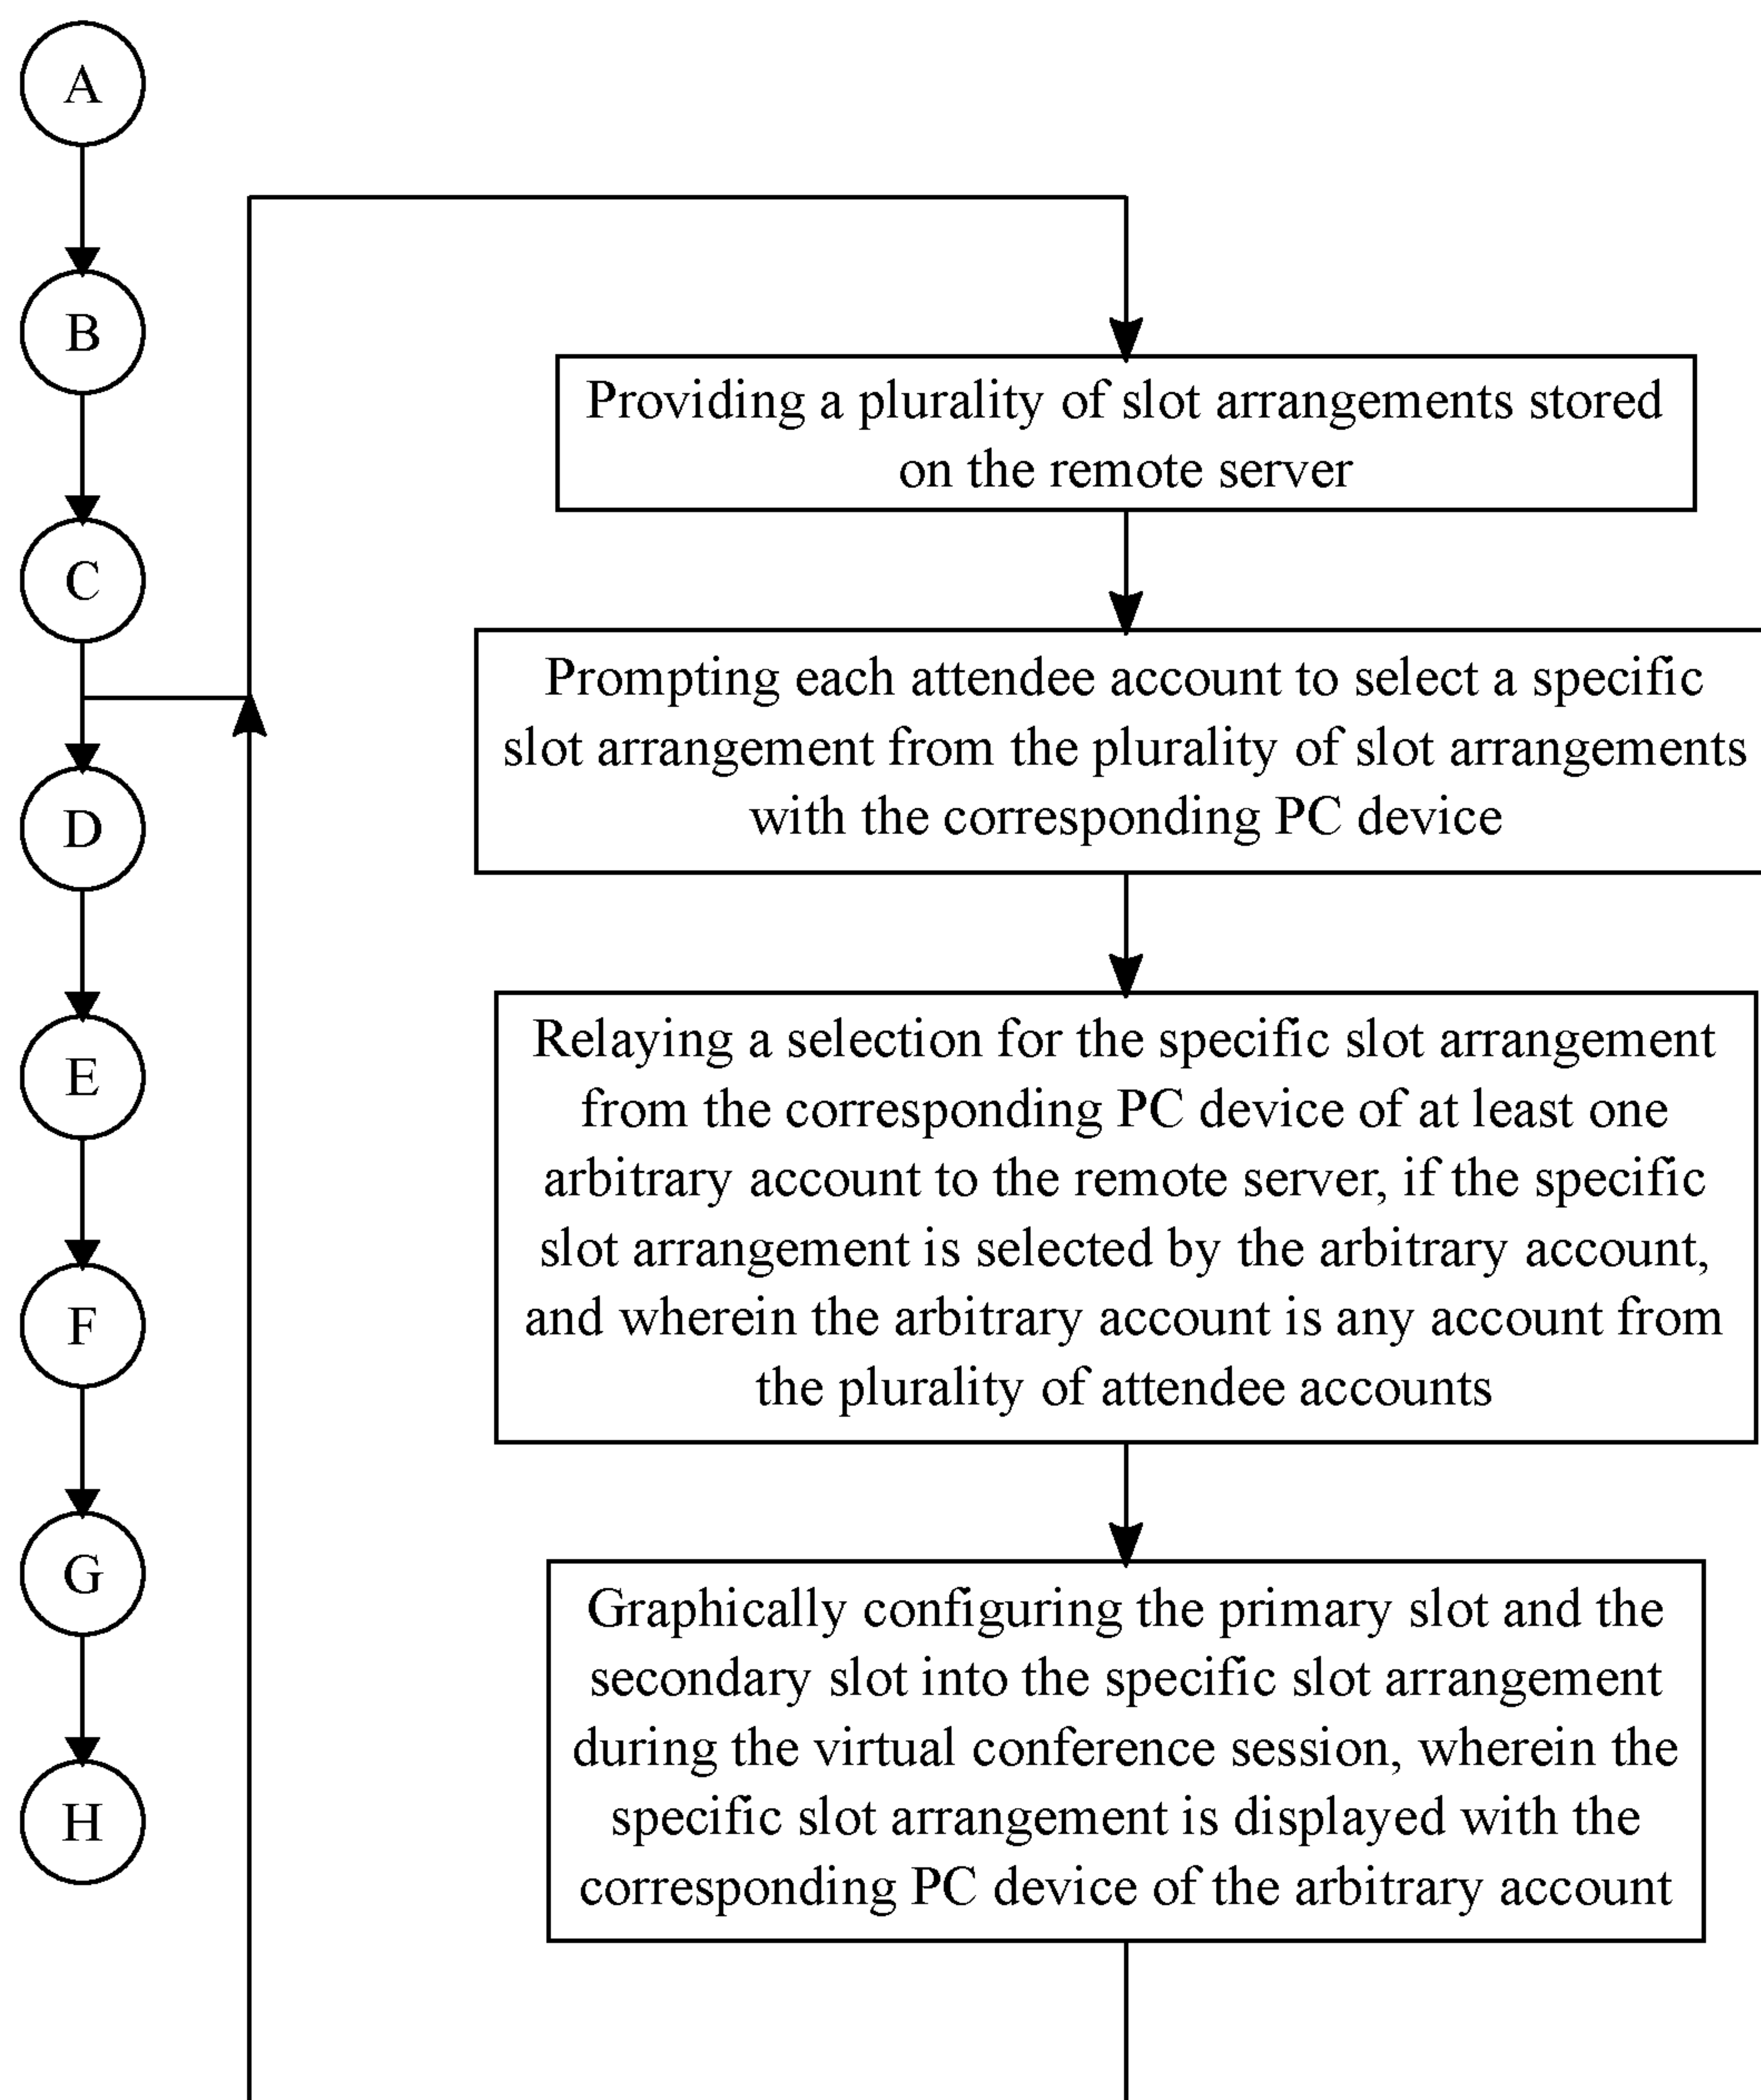 A
B
C
D
E
F
G
H
Providing a plurality of slot arrangements stored
on the remote server
Prompting each attendee account to select a specific
slot arrangement from the plurality of slot arrangements
with the corresponding PC device
Relaying a selection for the specific slot arrangement
from the corresponding PC device of at least one
arbitrary account to the remote server, if the specific
slot arrangement is selected by the arbitrary account,
and wherein the arbitrary account is any account from
the plurality of attendee accounts
Graphically configuring the primary slot and the
secondary slot into the specific slot arrangement
during the virtual conference session, wherein the
specific slot arrangement is displayed with the
corresponding PC device of the arbitrary account